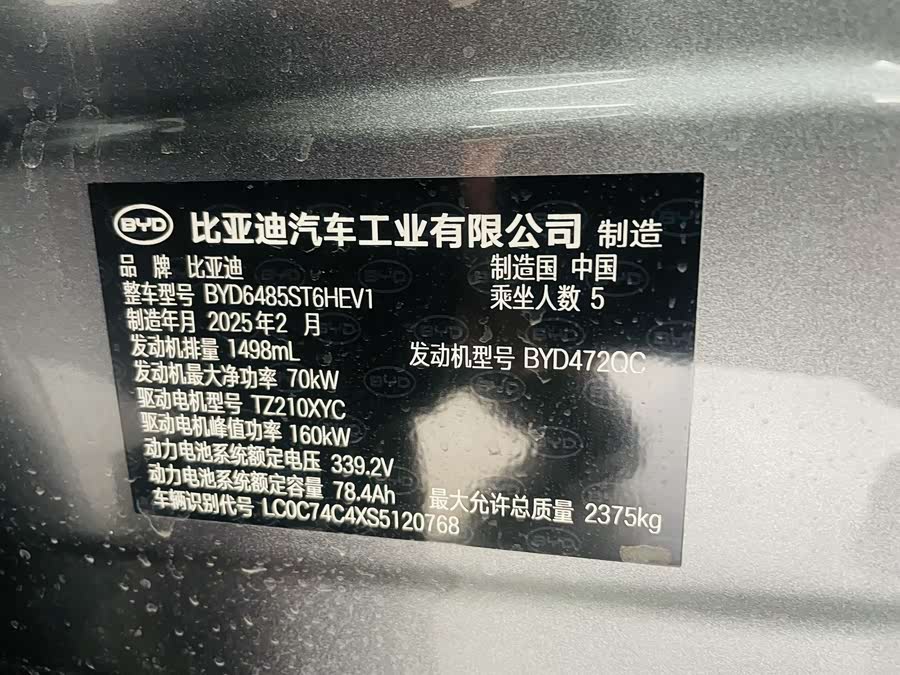 BYD 比亚迪汽车工业有限公司 制造
品 牌 比亚迪 制造国 中国
整车型号 BYD6485ST6HEV1 乘坐人数 5
制造年月 2025年2 月
发动机排量 1498mL 发动机型号 BYD472QC
发动机最大净功率 70kW
驱动电机型号 TZ210XYC
驱动电机峰值功率 160kW
动力电池系统额定电压 339.2V
动力电池系统额定容量 78.4Ah 最大允许总质量 2375kg
车辆识别代号 LC0C74C4XS5120768